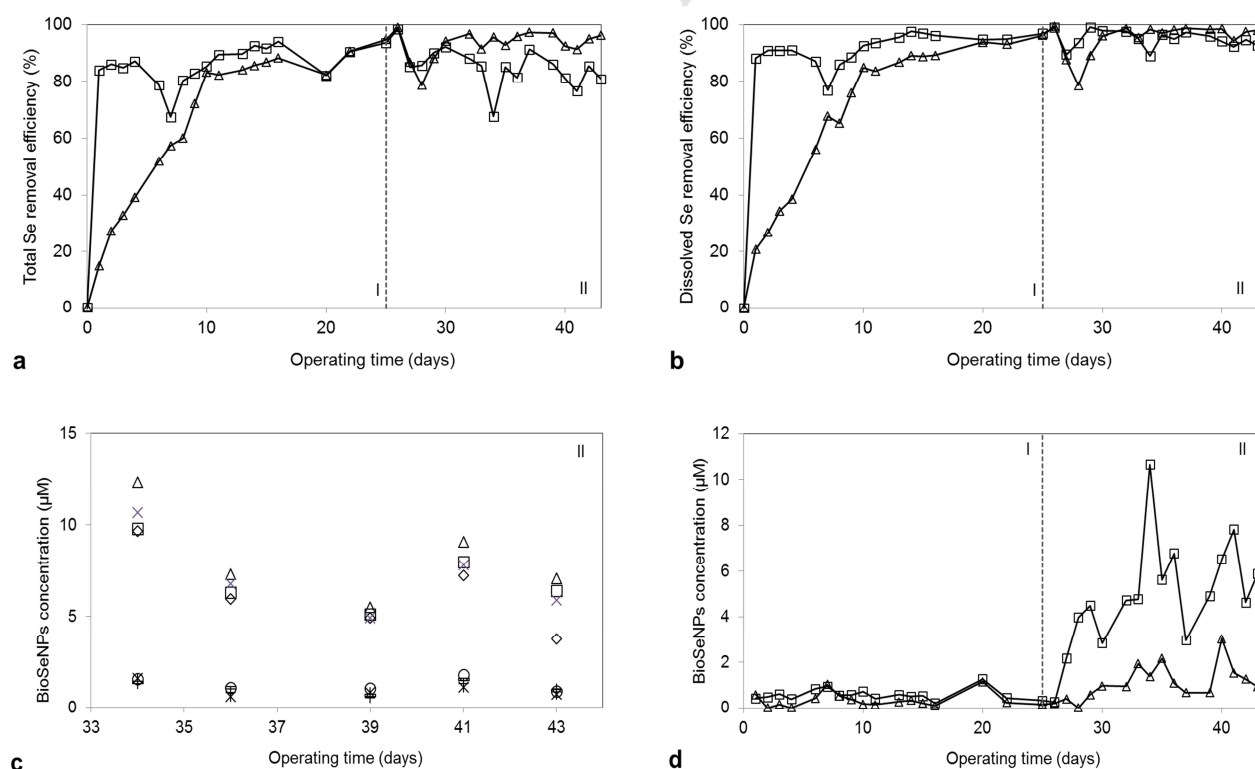 Total Se removal efficiency (%)
100
80
60
40
20
0
0 10 20 30 40
I
II
Operating time (days)
a
Dissolved Se removal efficiency (%)
100
80
60
40
20
0
0 10 20 30 40
I
II
Operating time (days)
b
BioSeNPs concentration (µM)
15
10
5
0
33 35 37 39 41 43
II
Operating time (days)
c
BioSeNPs concentration (µM)
12
10
8
6
4
2
0
0 10 20 30 40
I
II
Operating time (days)
d